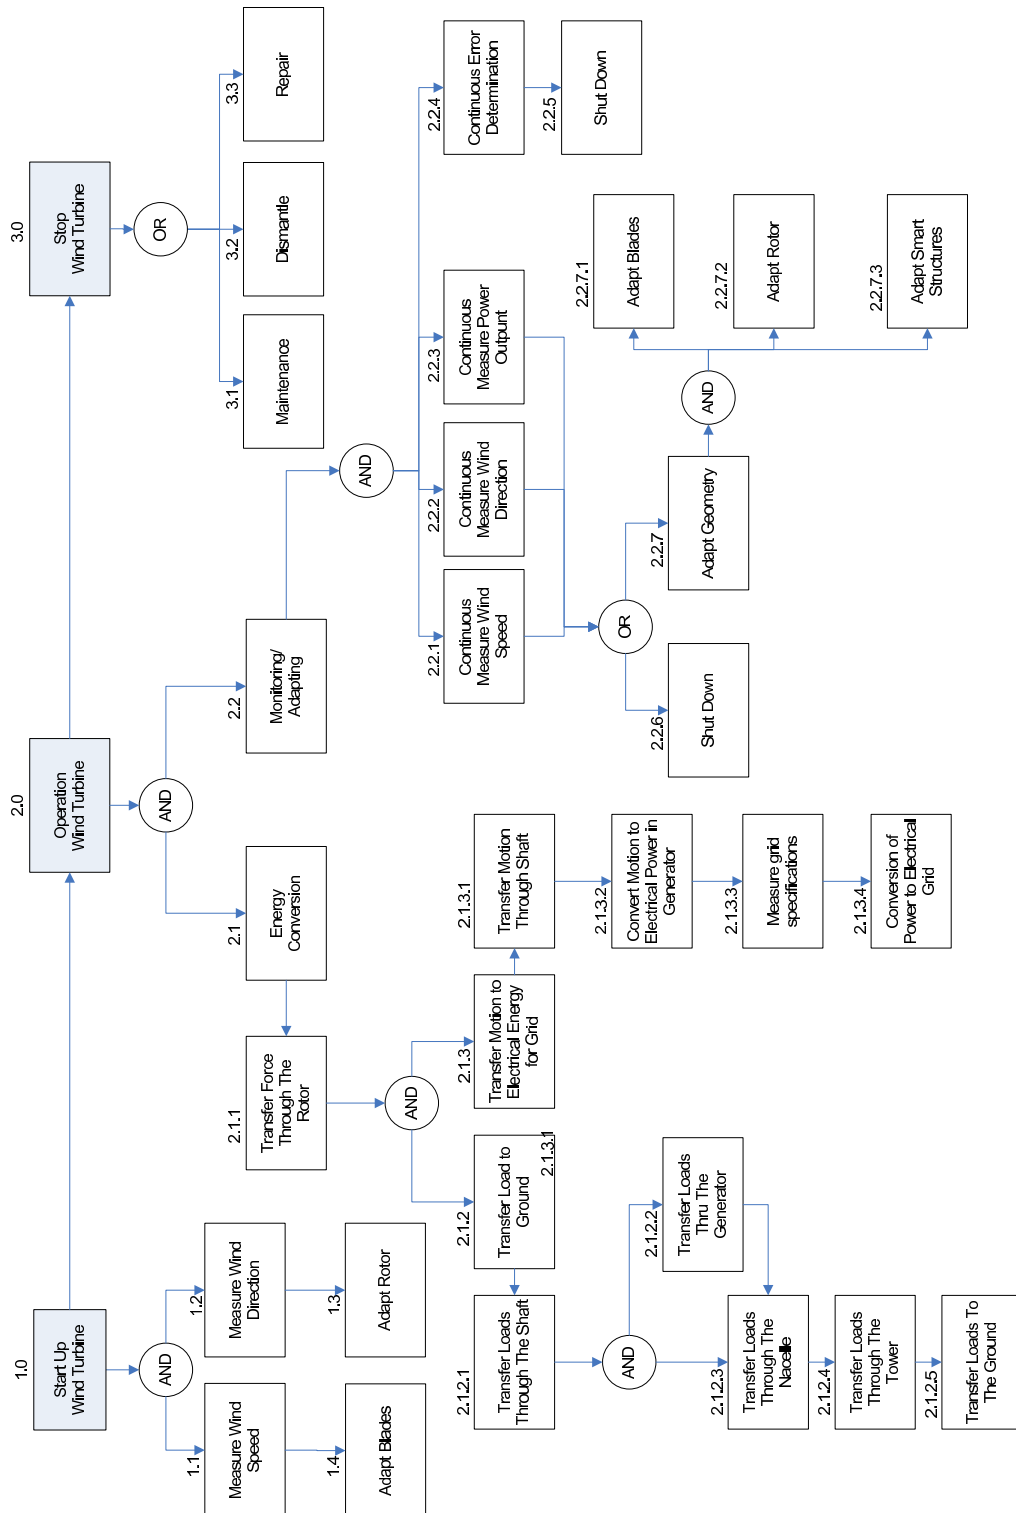 1.0
Start Up
Wind Turbine
AND
1.1
Measure Wind
Speed
1.2
Measure Wind
Direction
1.4
Adapt Blades
1.3
Adapt Rotor
2.0
Operation
Wind Turbine
AND
2.1
Energy
Conversion
2.1.1
Transfer Force
Through The
Rotor
AND
2.1.2
Transfer Load to
Ground
2.1.3.1
2.1.2.1
Transfer Loads
Through The Shaft
AND
2.1.2.2
Transfer Loads
Thru The
Generator
2.1.2.3
Transfer Loads
Through The
Nacelle
2.1.2.4
Transfer Loads
Through The
Tower
2.1.2.5
Transfer Loads To
The Ground
2.1.3
Transfer Motion to
Electrical Energy
for Grid
2.1.3.1
Transfer Motion
Through Shaft
2.1.3.2
Convert Motion to
Electrical Power in
Generator
2.1.3.3
Measure grid
specifications
2.1.3.4
Conversion of
Power to Electrical
Grid
2.2
Monitoring/
Adapting
AND
2.2.1
Continuous
Measure Wind
Speed
2.2.2
Continuous
Measure Wind
Direction
2.2.3
Continuous
Measure Power
Outpunt
2.2.4
Continuous Error
Determination
2.2.5
Shut Down
OR
2.2.6
Shut Down
2.2.7
Adapt Geometry
AND
2.2.7.1
Adapt Blades
2.2.7.2
Adapt Rotor
2.2.7.3
Adapt Smart
Structures
3.0
Stop
Wind Turbine
OR
3.1
Maintenance
3.2
Dismantle
3.3
Repair